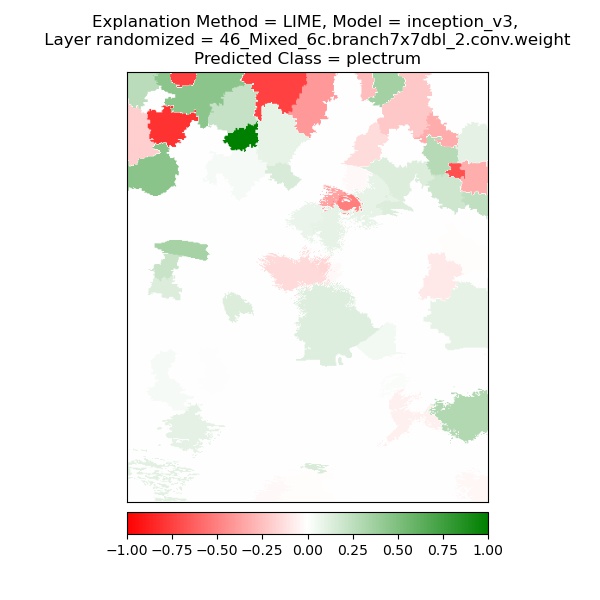 Explanation Method = LIME, Model = inception_v3,
Layer randomized = 46_Mixed_6c.branch7x7dbl_2.conv.weight
Predicted Class = plectrum
−1.00 −0.75 −0.50 −0.25 0.00 0.25 0.50 0.75 1.00